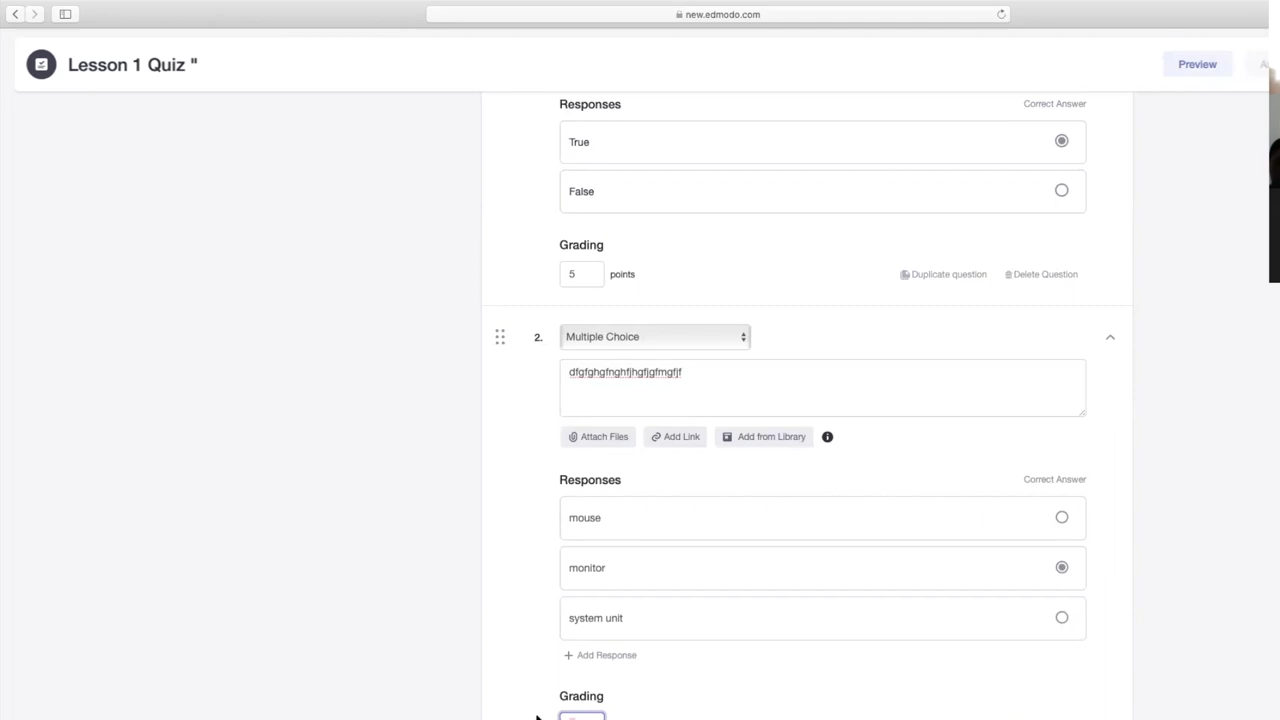 new.edmodo.com
Lesson 1 Quiz "
Preview
Responses
Correct Answer
True
False
Grading
5 points
Duplicate question
Delete Question
2. Multiple Choice
dfgfghgfnghfjhgfjgfmgfjf
Attach Files
Add Link
Add from Library
Responses
Correct Answer
mouse
monitor
system unit
+ Add Response
Grading